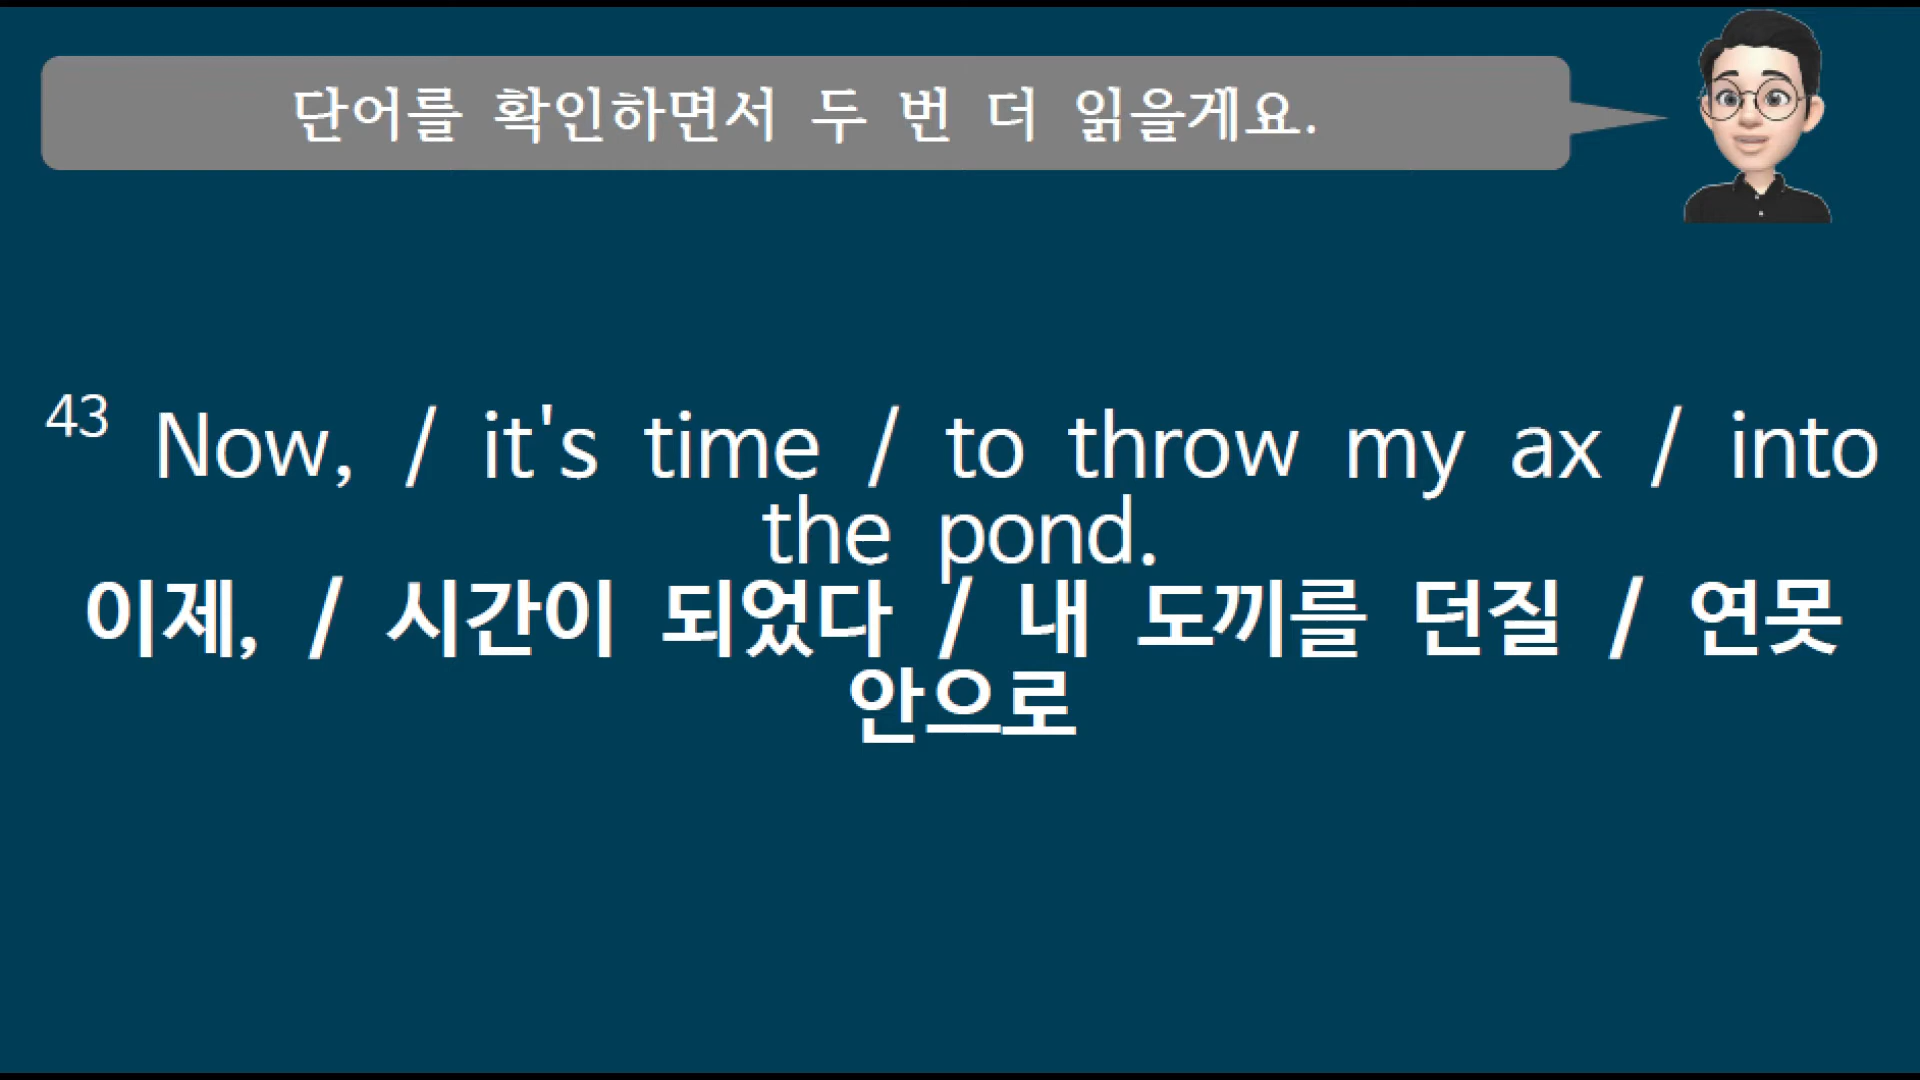 단어를 확인하면서 두 번 더 읽을게요.
43 Now, / it's time / to throw my ax / into
the pond.
이제, / 시간이 되었다 / 내 도끼를 던질 / 연못
안으로